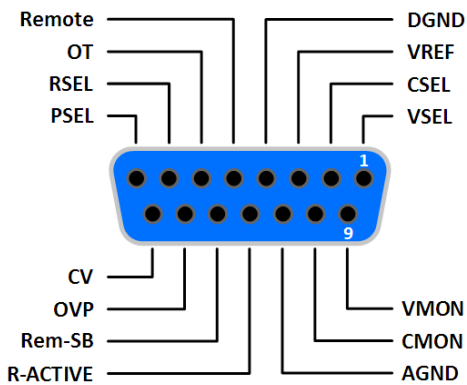 Remote
OT
RSEL
PSEL
DGND
VREF
CSEL
VSEL
1
9
CV
OVP
Rem-SB
R-ACTIVE
VMON
CMON
AGND